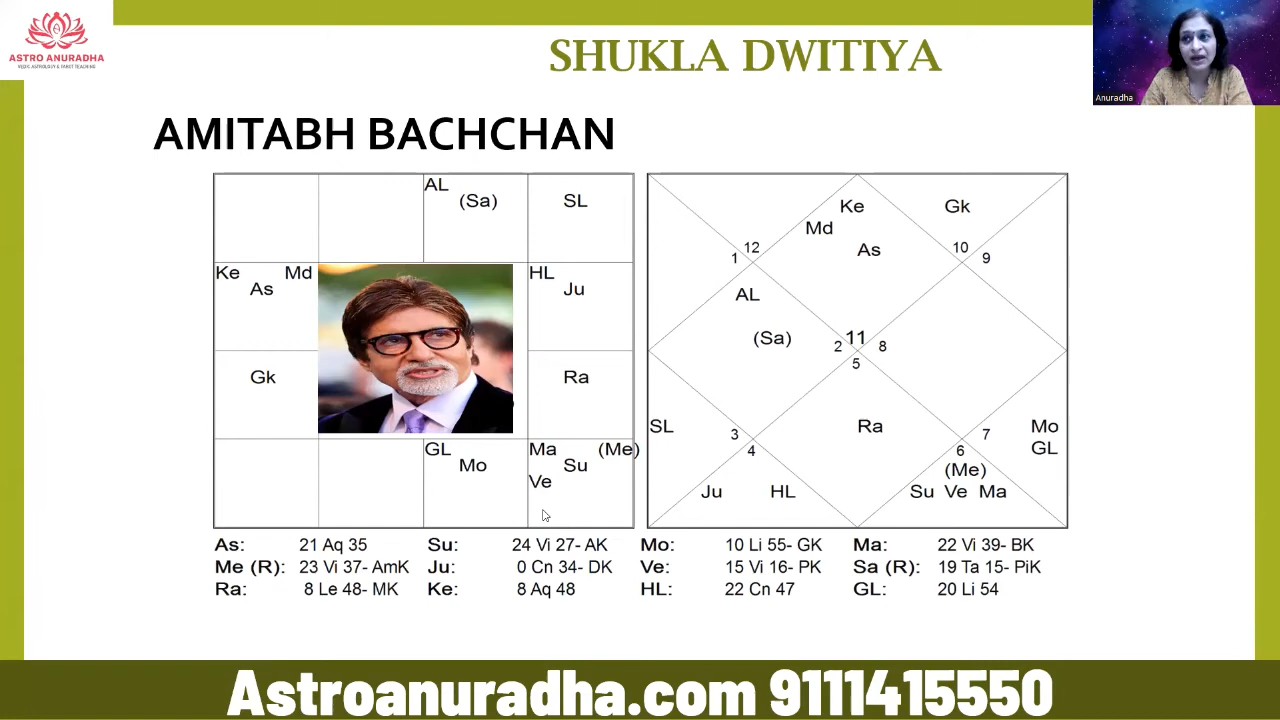 ASTRO ANURADHA
VEDIC ASTROLOGY & TAROT TEACHING
SHUKLA DWITIYA
Anuradha
AMITABH BACHCHAN
AL
(Sa)
SL
Ke Md
As
HL
Ju
Gk
Ra
GL
Mo
Ma (Me)
Su
Ve
Ke
Md
As
Gk
12
1
10
9
AL
(Sa)
11
2
8
5
SL
3
4
Ra
7
6
Mo
GL
Ju HL
(Me)
Su Ve Ma
As: 21 Aq 35 Su: 24 Vi 27- AK Mo: 10 Li 55- GK Ma: 22 Vi 39- BK
Me (R): 23 Vi 37- AmK Ju: 0 Cn 34- DK Ve: 15 Vi 16- PK Sa (R): 19 Ta 15- PiK
Ra: 8 Le 48- MK Ke: 8 Aq 48 HL: 22 Cn 47 GL: 20 Li 54
Astroanuradha.com 9111415550